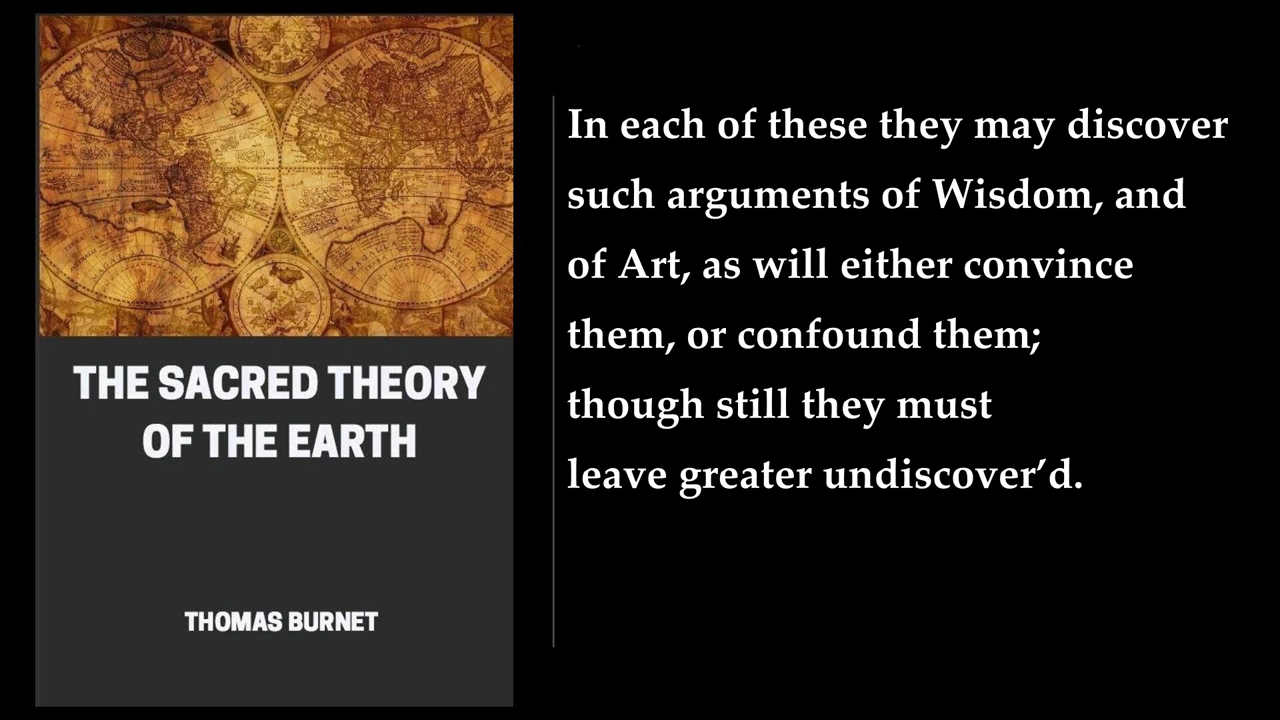 THE SACRED THEORY
OF THE EARTH
THOMAS BURNET
In each of these they may discover
such arguments of Wisdom, and
of Art, as will either convince
them, or confound them;
though still they must
leave greater undiscover’d.